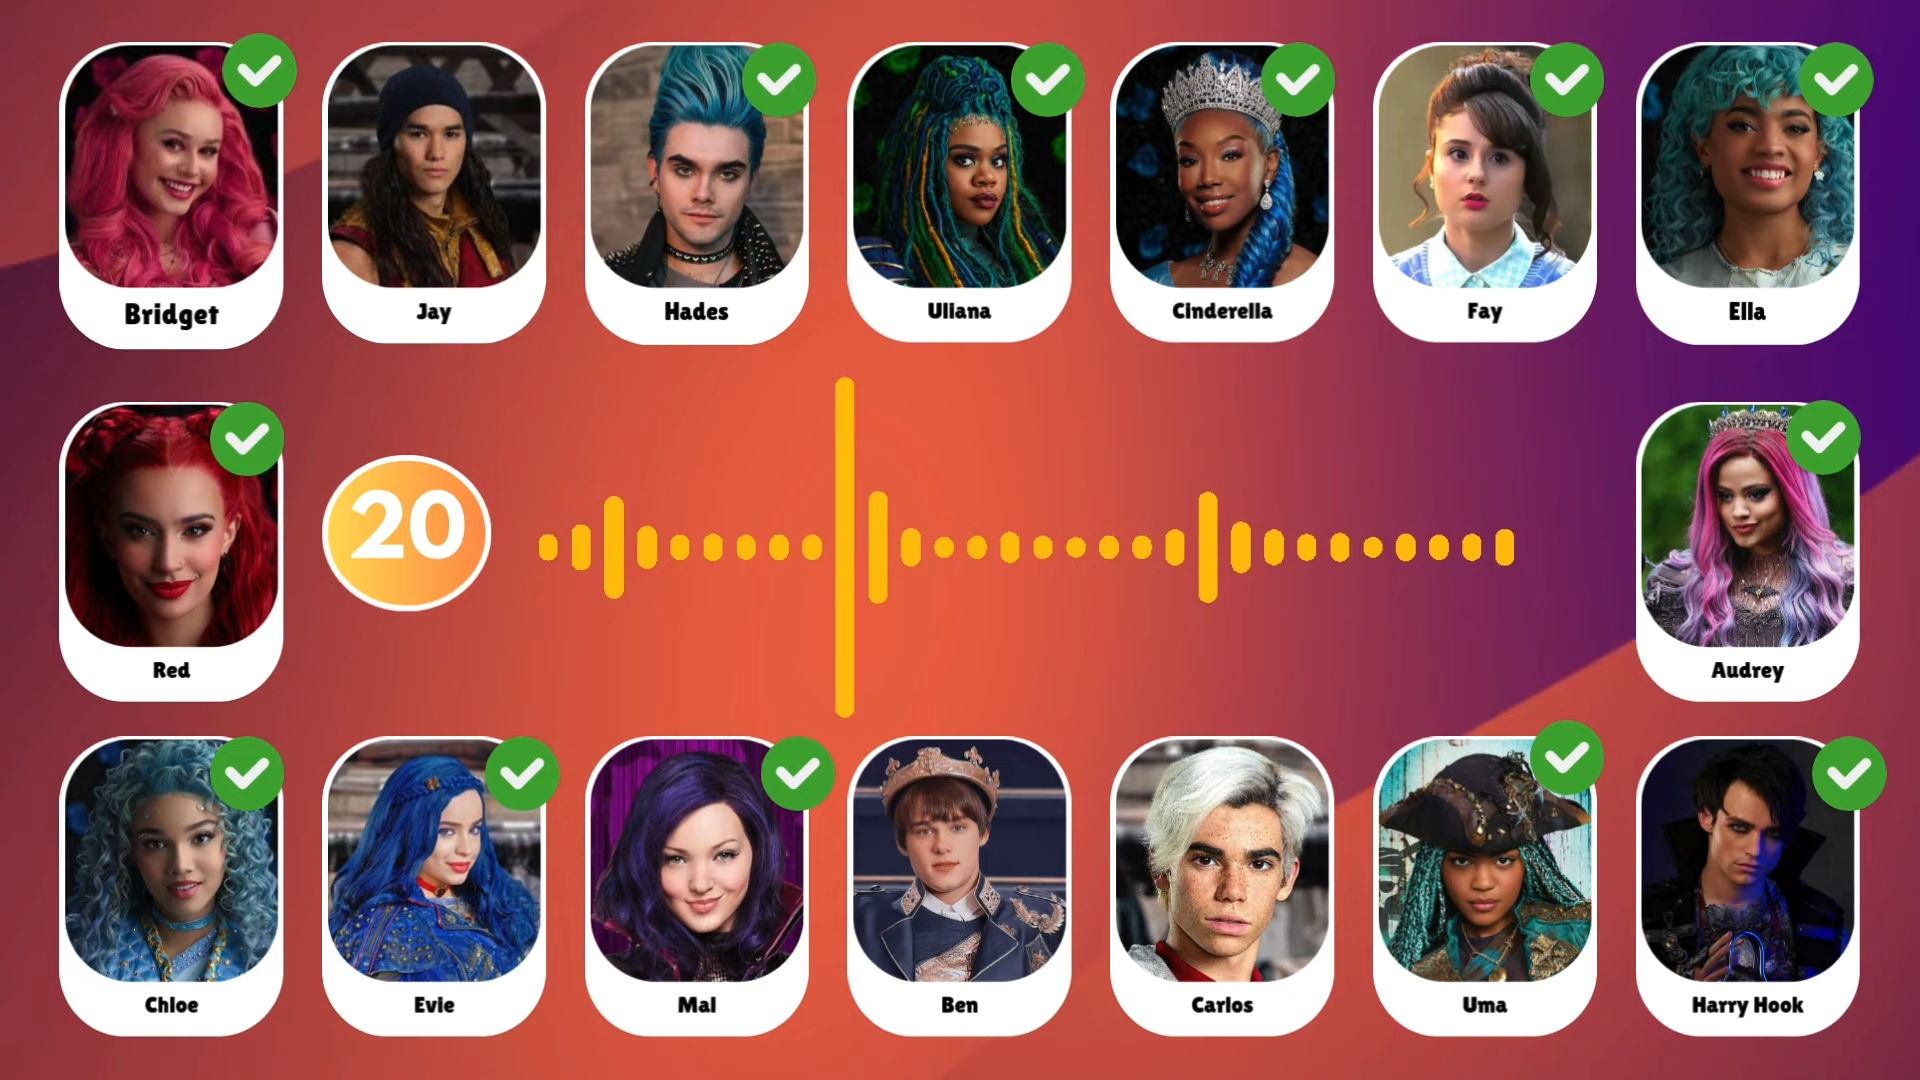 Bridget
Jay
Hades
Uliana
Cinderella
Fay
Ella
Red
20
Audrey
Chloe
Evie
Mal
Ben
Carlos
Uma
Harry Hook